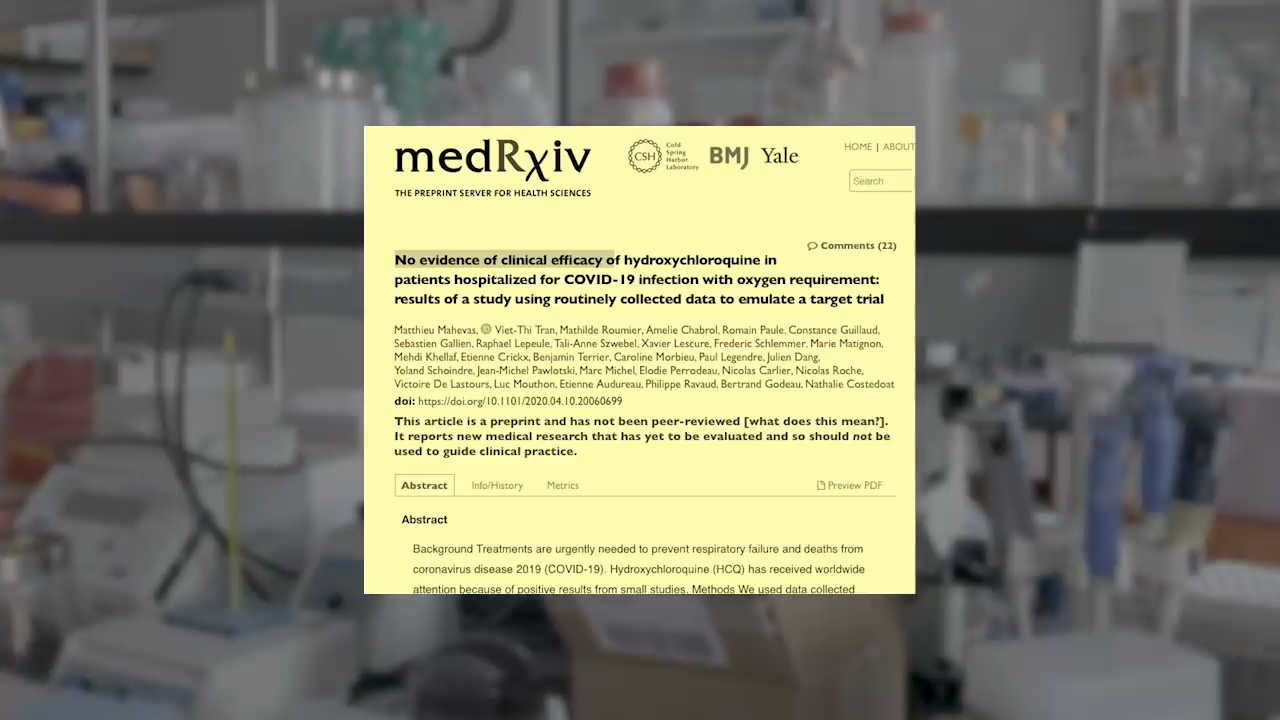 medRxiv
THE PREPRINT SERVER FOR HEALTH SCIENCES
CSH
Cold
Spring
Harbor
Laboratory
BMJ
Yale
HOME | ABOUT
Search
Comments (22)
No evidence of clinical efficacy of hydroxychloroquine in
patients hospitalized for COVID-19 infection with oxygen requirement:
results of a study using routinely collected data to emulate a target trial
Matthieu Mahevas, Viet-Thi Tran, Mathilde Roumier, Amelie Chabrol, Romain Paule, Constance Guillaud,
Sebastien Gallien, Raphael Lepeule, Tali-Anne Szwebel, Xavier Lescure, Frederic Schlemmer, Marie Matignon,
Mehdi Khellaf, Etienne Crickx, Benjamin Terrier, Caroline Morbieu, Paul Legendre, Julien Dang,
Yoland Schoindre, Jean-Michel Pawlotski, Marc Michel, Elodie Perrodeau, Nicolas Carlier, Nicolas Roche,
Victoire De Lastours, Luc Mouthon, Etienne Audureau, Philippe Ravaud, Bertrand Godeau, Nathalie Costedoat
doi: https://doi.org/10.1101/2020.04.10.20060699
This article is a preprint and has not been peer-reviewed [what does this mean?].
It reports new medical research that has yet to be evaluated and so should not be
used to guide clinical practice.
Abstract
Info/History
Metrics
Preview PDF
Abstract
Background Treatments are urgently needed to prevent respiratory failure and deaths from
coronavirus disease 2019 (COVID-19). Hydroxychloroquine (HCQ) has received worldwide
attention because of positive results from small studies. Methods We used data collected